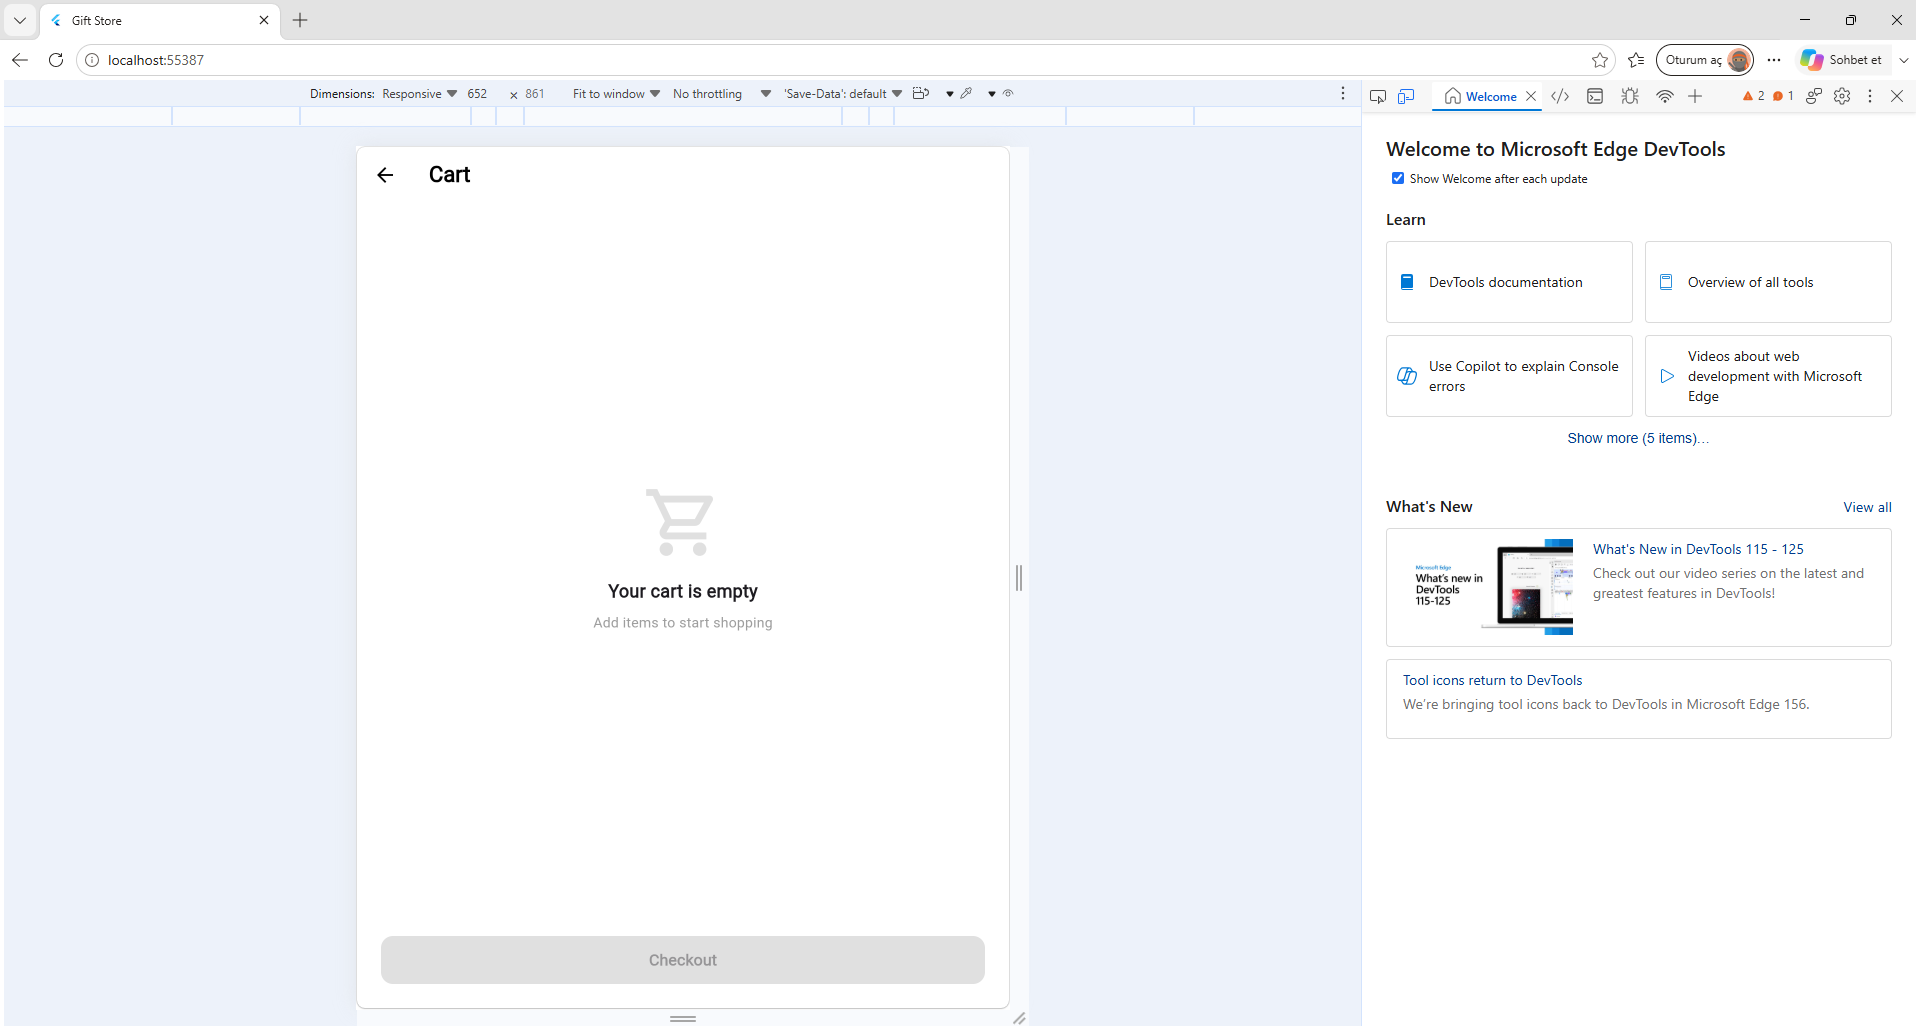 Gift Store
localhost:55387
Oturum aç
Sohbet et
Dimensions: Responsive 652 × 861 Fit to window No throttling 'Save-Data': default
Welcome
2
1
Cart
Your cart is empty
Add items to start shopping
Checkout
Welcome to Microsoft Edge DevTools
Show Welcome after each update
Learn
DevTools documentation
Overview of all tools
Use Copilot to explain Console
errors
Videos about web
development with Microsoft
Edge
Show more (5 items)...
What's New
View all
Microsoft Edge
What's new in
DevTools
115-125
What's New in DevTools 115 - 125
Check out our video series on the latest and
greatest features in DevTools!
Tool icons return to DevTools
We're bringing tool icons back to DevTools in Microsoft Edge 156.